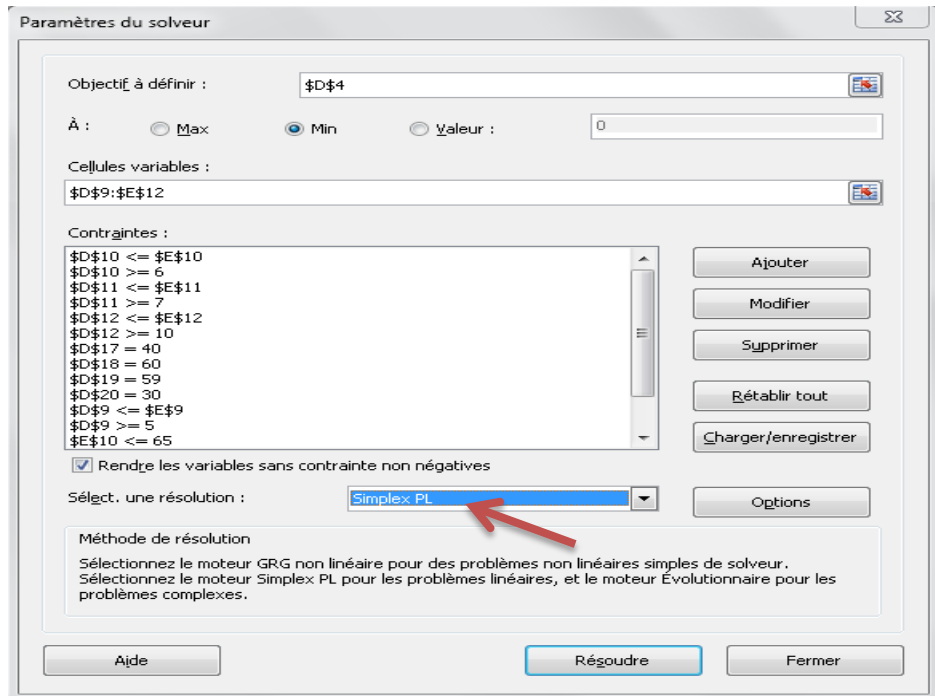 Paramètres du solveur
Objectif à définir :
$D$4
À :
Max
Min
Valeur :
0
Cellules variables :
$D$9:$E$12
Contraintes :
$D$10 <= $E$10
$D$10 >= 6
$D$11 <= $E$11
$D$11 >= 7
$D$12 <= $E$12
$D$12 >= 10
$D$17 = 40
$D$18 = 60
$D$19 = 59
$D$20 = 30
$D$9 <= $E$9
$D$9 >= 5
$E$10 <= 65
Ajouter
Modifier
Supprimer
Rétablir tout
Charger/enregistrer
Rendre les variables sans contrainte non négatives
Sélect. une résolution :
Simplex PL
Options
Méthode de résolution
Sélectionnez le moteur GRG non linéaire pour des problèmes non linéaires simples de solveur.
Sélectionnez le moteur Simplex PL pour les problèmes linéaires, et le moteur Évolutionnaire pour les
problèmes complexes.
Aide
Résoudre
Fermer